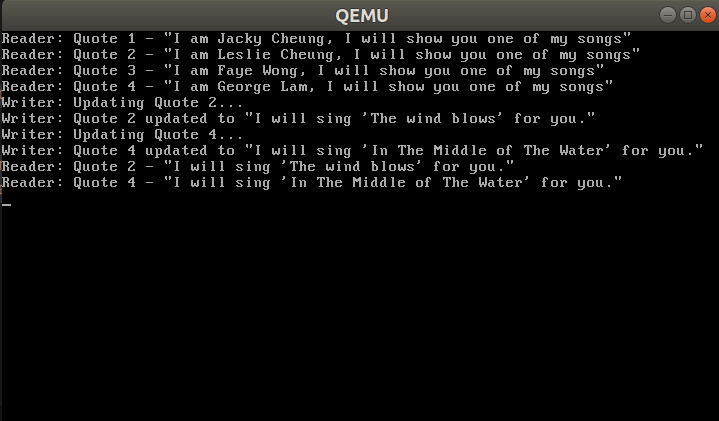 QEMU
Reader: Quote 1 - "I am Jacky Cheung, I will show you one of my songs"
Reader: Quote 2 - "I am Leslie Cheung, I will show you one of my songs"
Reader: Quote 3 - "I am Faye Wong, I will show you one of my songs"
Reader: Quote 4 - "I am George Lam, I will show you one of my songs"
Writer: Updating Quote 2...
Writer: Quote 2 updated to "I will sing 'The wind blows' for you."
Writer: Updating Quote 4...
Writer: Quote 4 updated to "I will sing 'In The Middle of The Water' for you."
Reader: Quote 2 - "I will sing 'The wind blows' for you."
Reader: Quote 4 - "I will sing 'In The Middle of The Water' for you."